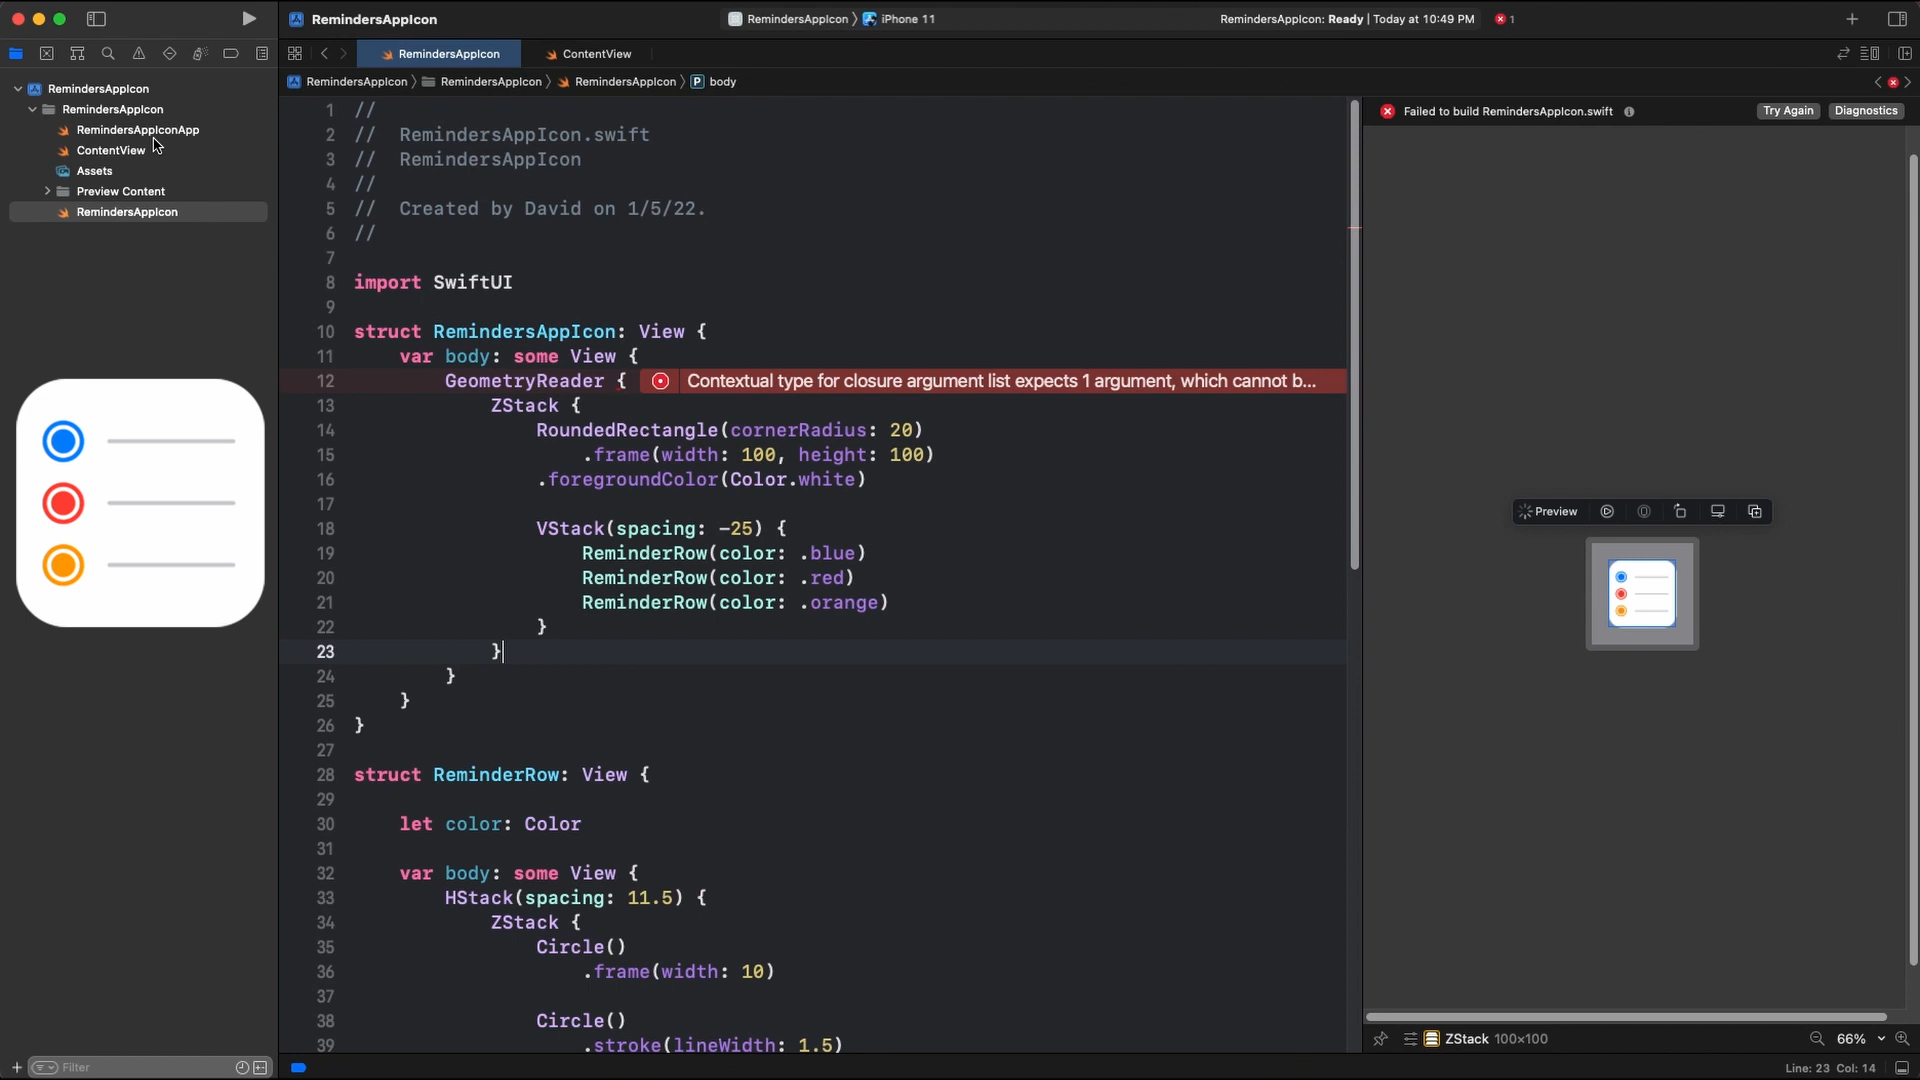 RemindersAppIcon
RemindersAppIcon
iPhone 11
RemindersAppIcon: Ready | Today at 10:49 PM
1
RemindersAppIcon
ContentView
RemindersAppIcon
RemindersAppIcon
RemindersAppIcon
P
body
RemindersAppIcon
RemindersAppIcon
RemindersAppIconApp
ContentView
Assets
Preview Content
RemindersAppIcon
Filter
1 //
2 //  RemindersAppIcon.swift
3 //  RemindersAppIcon
4 //
5 //  Created by David on 1/5/22.
6 //
7
8 import SwiftUI
9
10 struct RemindersAppIcon: View {
11     var body: some View {
12         GeometryReader { Contextual type for closure argument list expects 1 argument, which cannot b...
13             ZStack {
14                 RoundedRectangle(cornerRadius: 20)
15                     .frame(width: 100, height: 100)
16                 .foregroundColor(Color.white)
17
18                 VStack(spacing: -25) {
19                     ReminderRow(color: .blue)
20                     ReminderRow(color: .red)
21                     ReminderRow(color: .orange)
22                 }
23             }
24         }
25     }
26 }
27
28 struct ReminderRow: View {
29
30     let color: Color
31
32     var body: some View {
33         HStack(spacing: 11.5) {
34             ZStack {
35                 Circle()
36                     .frame(width: 10)
37
38                 Circle()
39                     .stroke(lineWidth: 1.5)
Failed to build RemindersAppIcon.swift
Try Again
Diagnostics
Preview
ZStack 100×100
66%
Line: 23 Col: 14